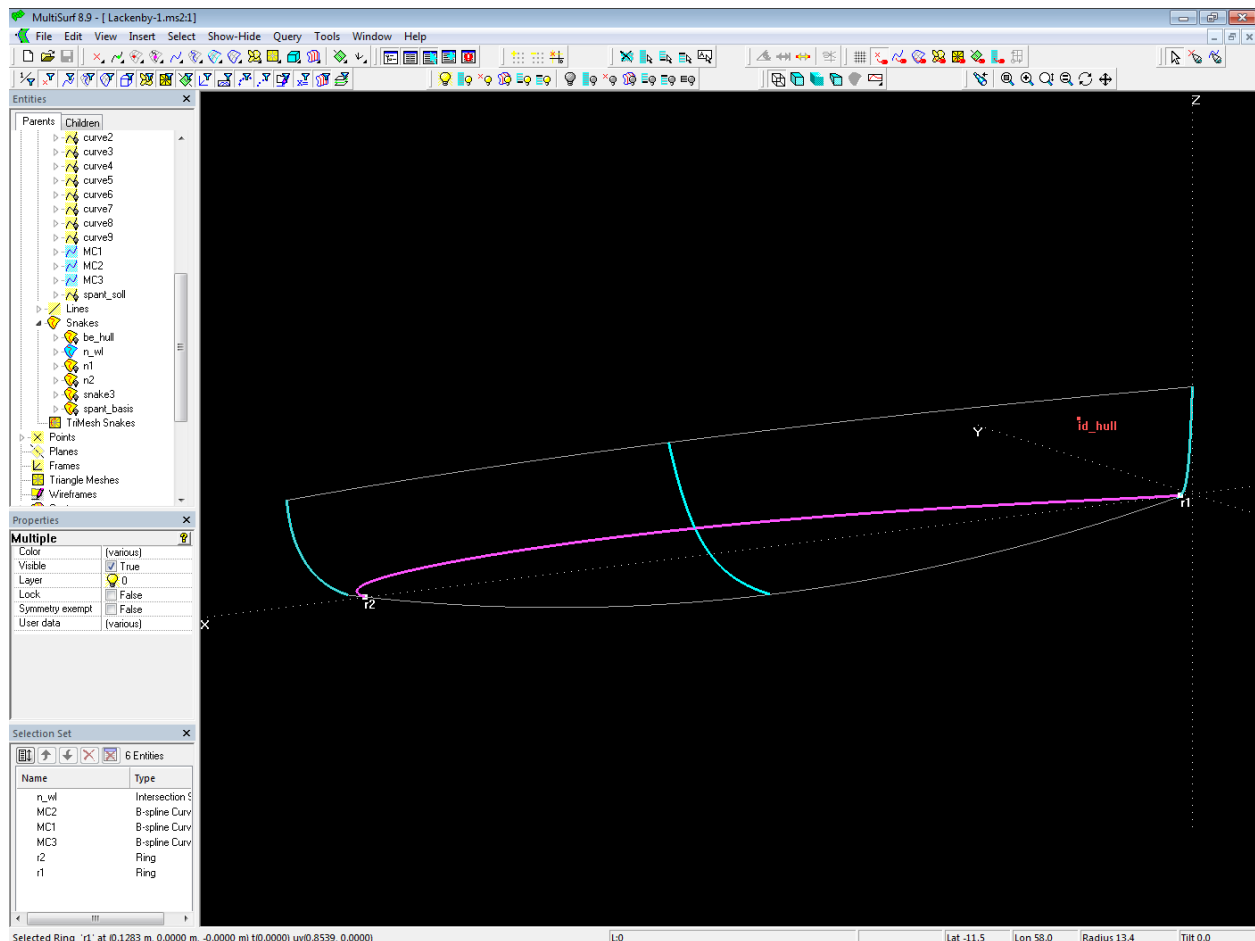 MultiSurf 8.9 - [ Lackenby-1.ms2:1]
File Edit View Insert Select Show-Hide Query Tools Window Help
Entities
Parents Children
curve2
curve3
curve4
curve5
curve6
curve7
curve8
curve9
MC1
MC2
MC3
spant_soll
Lines
Snakes
be_hull
n_wl
n1
n2
snake3
spant_basis
TriMesh Snakes
Points
Planes
Frames
Triangle Meshes
Wireframes
Properties
Multiple
Color (various)
Visible True
Layer 0
Lock False
Symmetry exempt False
User data (various)
Selection Set
6 Entities
Name Type
n_wl Intersection S
MC2 B-spline Curv
MC1 B-spline Curv
MC3 B-spline Curv
r2 Ring
r1 Ring
Z
Y
id_hull
r1
r2
X
Selected Ring 'r1' at (0.1283 m, 0.0000 m, -0.0000 m) t(0.0000) uv(0.8539, 0.0000)
L:0
Lat -11.5 Lon 58.0 Radius 13.4 Tilt 0.0